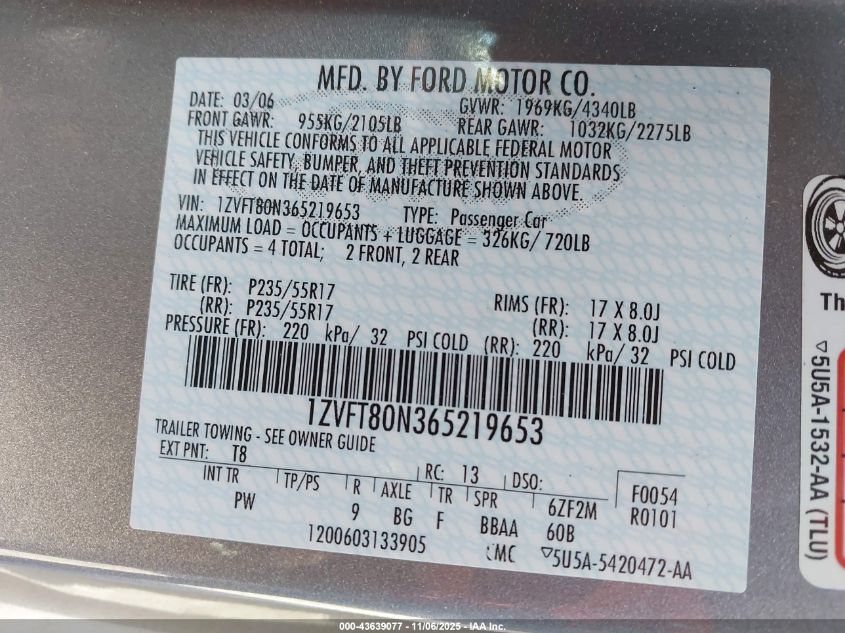 MFD. BY FORD MOTOR CO.
DATE: 03/06 GVWR: 1969KG/4340LB
FRONT GAWR: 955KG/2105LB REAR GAWR: 1032KG/2275LB
THIS VEHICLE CONFORMS TO ALL APPLICABLE FEDERAL MOTOR
VEHICLE SAFETY, BUMPER, AND THEFT PREVENTION STANDARDS
IN EFFECT ON THE DATE OF MANUFACTURE SHOWN ABOVE.
VIN: 1ZVFT80N365219653 TYPE: Passenger Car
MAXIMUM LOAD = OCCUPANTS + LUGGAGE = 326KG/ 720LB
OCCUPANTS = 4 TOTAL; 2 FRONT, 2 REAR
TIRE (FR): P235/55R17 RIMS (FR): 17 X 8.0J
(RR): P235/55R17 (RR): 17 X 8.0J
PRESSURE (FR): 220 kPa/ 32 PSI COLD (RR): 220 kPa/ 32 PSI COLD
1ZVFT80N365219653
TRAILER TOWING - SEE OWNER GUIDE
EXT PNT: T8 RC: 13 DSO: F0054
INT TR TP/PS R AXLE TR SPR 6ZF2M R0101
PW 9 BG F BBAA 60B
1200603133905 MC ▽5U5A-5420472-AA
Th
▽5U5A-1532-AA (TLU)
000-43639077 - 11/06/2025 - IAA Inc.